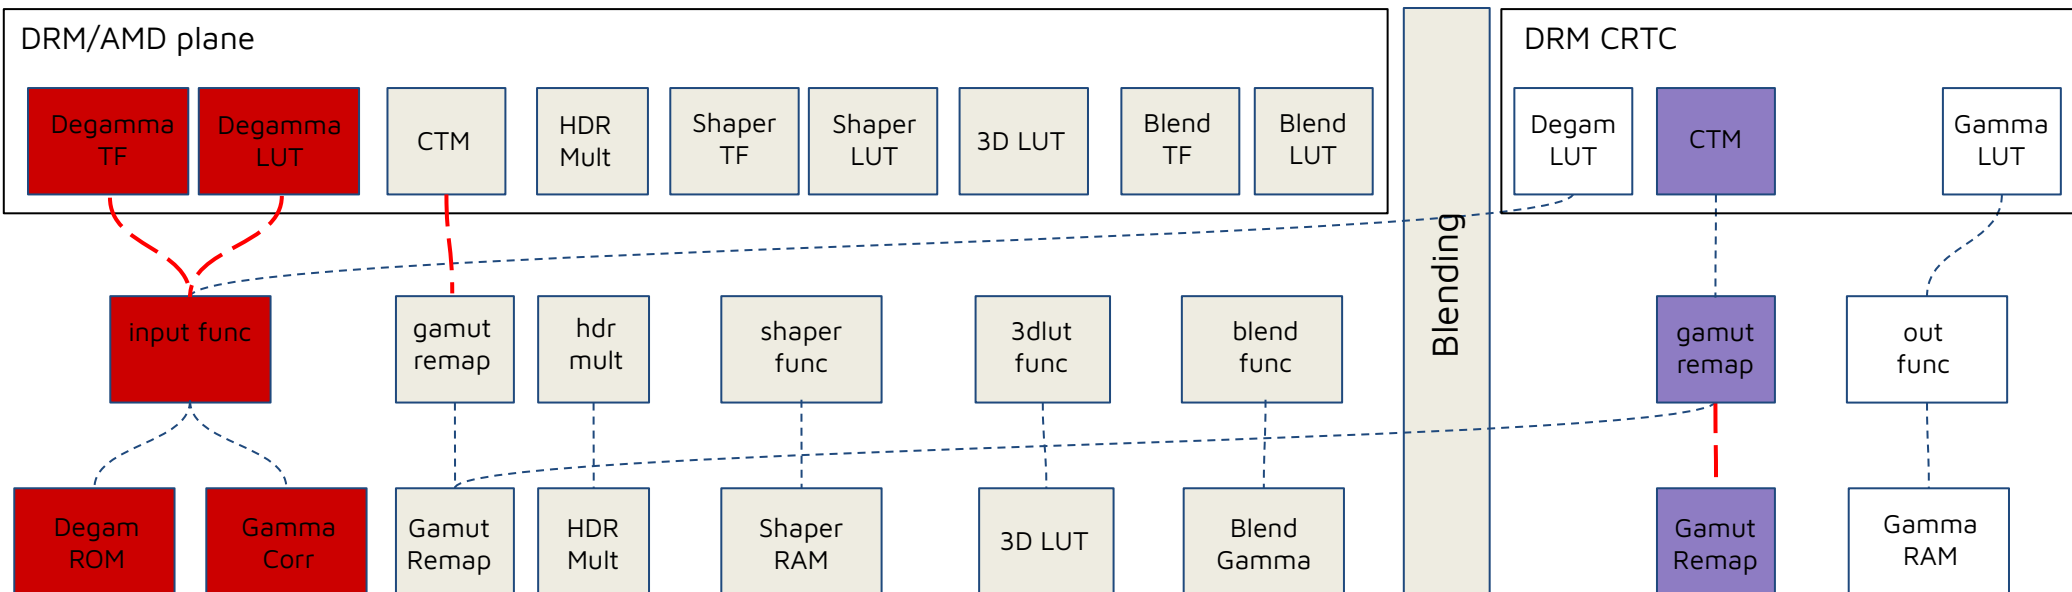 DRM/AMD plane
Degamma
TF
Degamma
LUT
CTM
HDR
Mult
Shaper
TF
Shaper
LUT
3D LUT
Blend
TF
Blend
LUT
Blending
DRM CRTC
Degam
LUT
CTM
Gamma
LUT
input func
gamut
remap
hdr
mult
shaper
func
3dlut
func
blend
func
gamut
remap
out
func
Degam
ROM
Gamma
Corr
Gamut
Remap
HDR
Mult
Shaper
RAM
3D LUT
Blend
Gamma
Gamut
Remap
Gamma
RAM